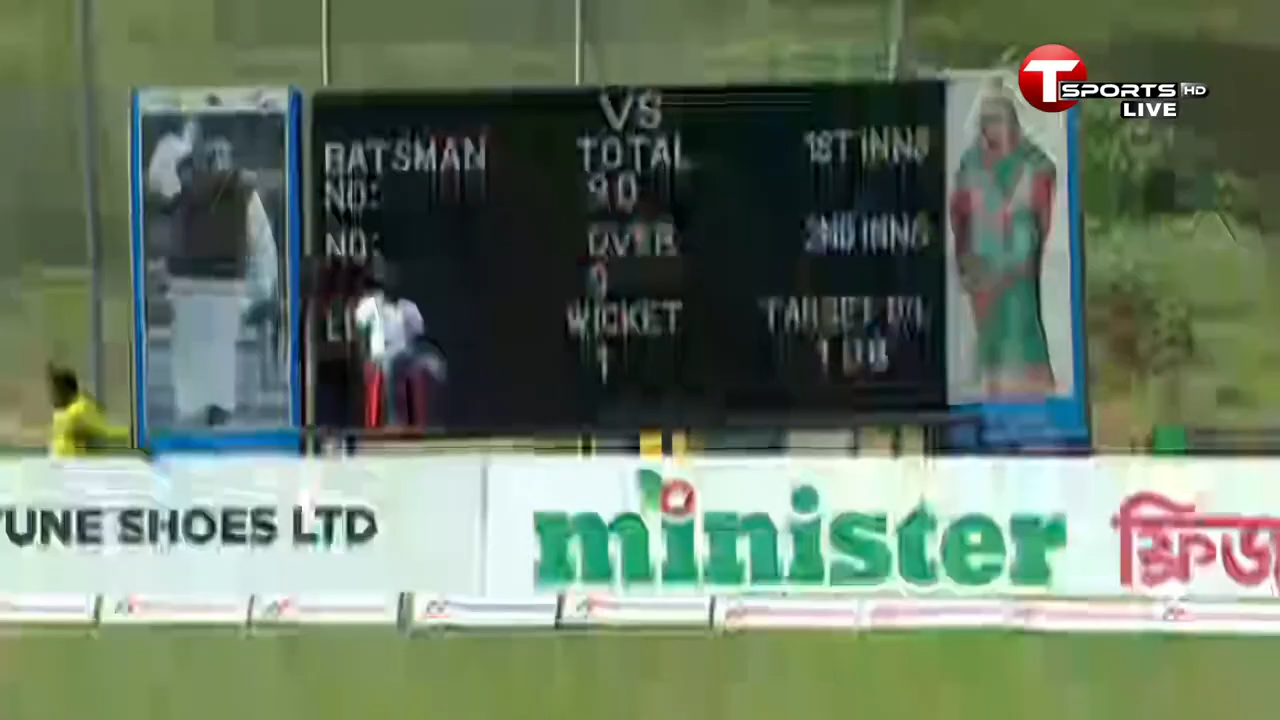 T SPORTS HD
LIVE
VS
BATSMAN TOTAL 1ST INNS
NO: 90
NO: OVER 2ND INNS
0
WICKET
1
SHOES LTD
minister
ফ্রিজ